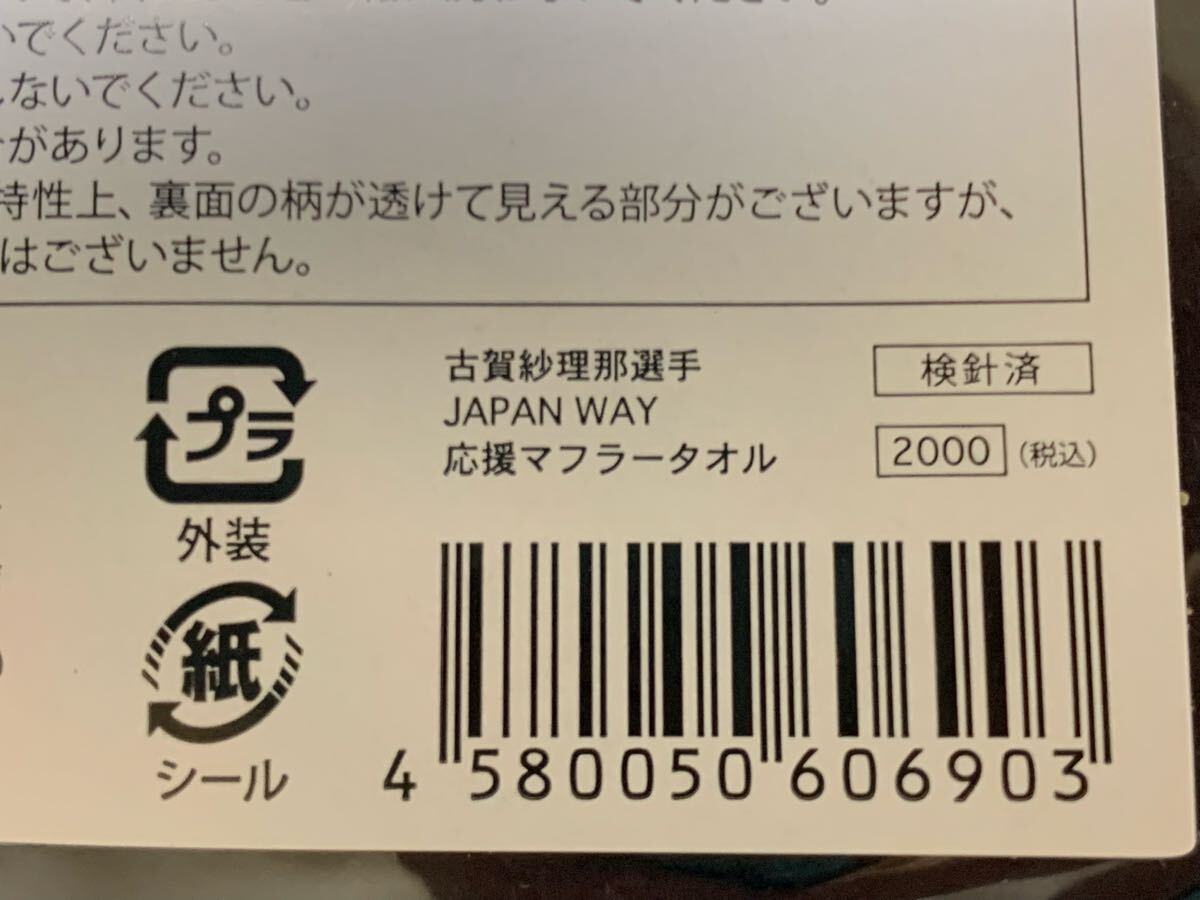 いでください。
しないでください。
があります。
特性上、裏面の柄が透けて見える部分がございますが、
はございません。
プラ
外装
紙
シール
古賀紗理那選手
JAPAN WAY
応援マフラータオル
検針済
2000 (税込)
4 580050 606903